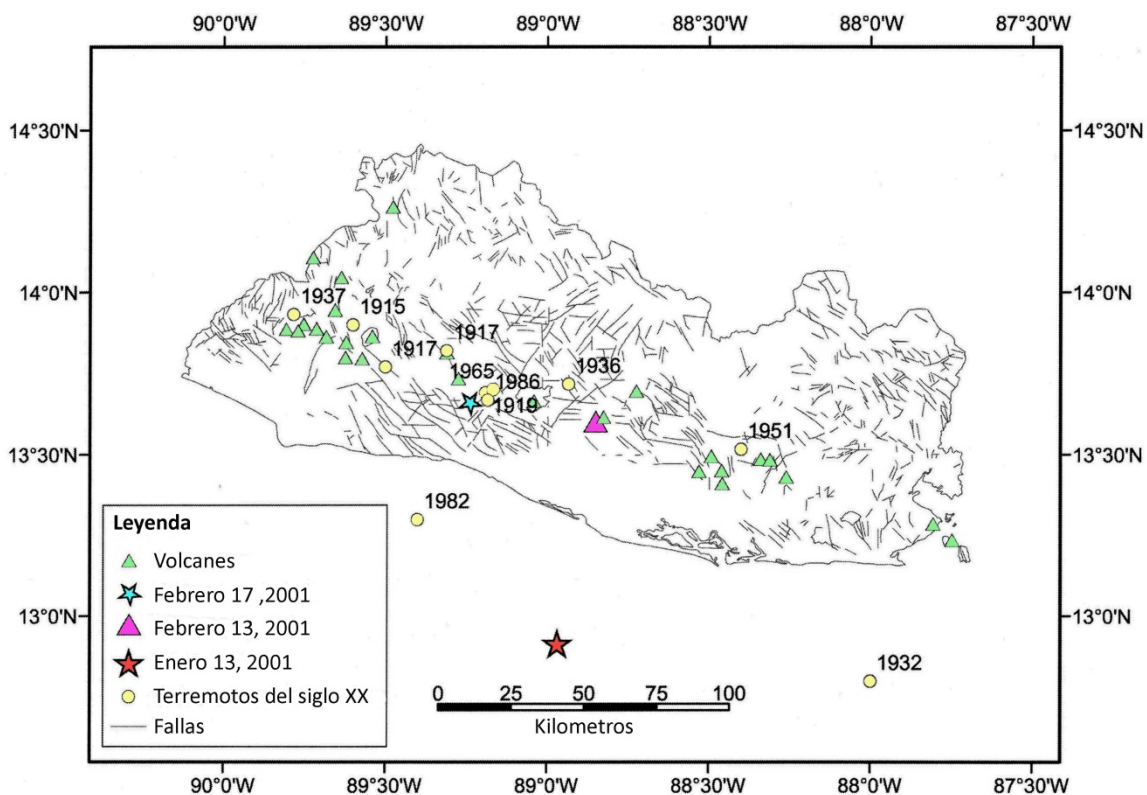 90°0'W 89°30'W 89°0'W 88°30'W 88°0'W 87°30'W
14°30'N 14°30'N
14°0'N 14°0'N
1937 1915
1917 1917
1965 1986 1936
1919
1951
13°30'N 13°30'N
1982
Leyenda
Volcanes
Febrero 17 ,2001
Febrero 13, 2001
Enero 13, 2001
Terremotos del siglo XX
Fallas
13°0'N 13°0'N
1932
0 25 50 75 100
Kilometros
90°0'W 89°30'W 89°0'W 88°30'W 88°0'W 87°30'W